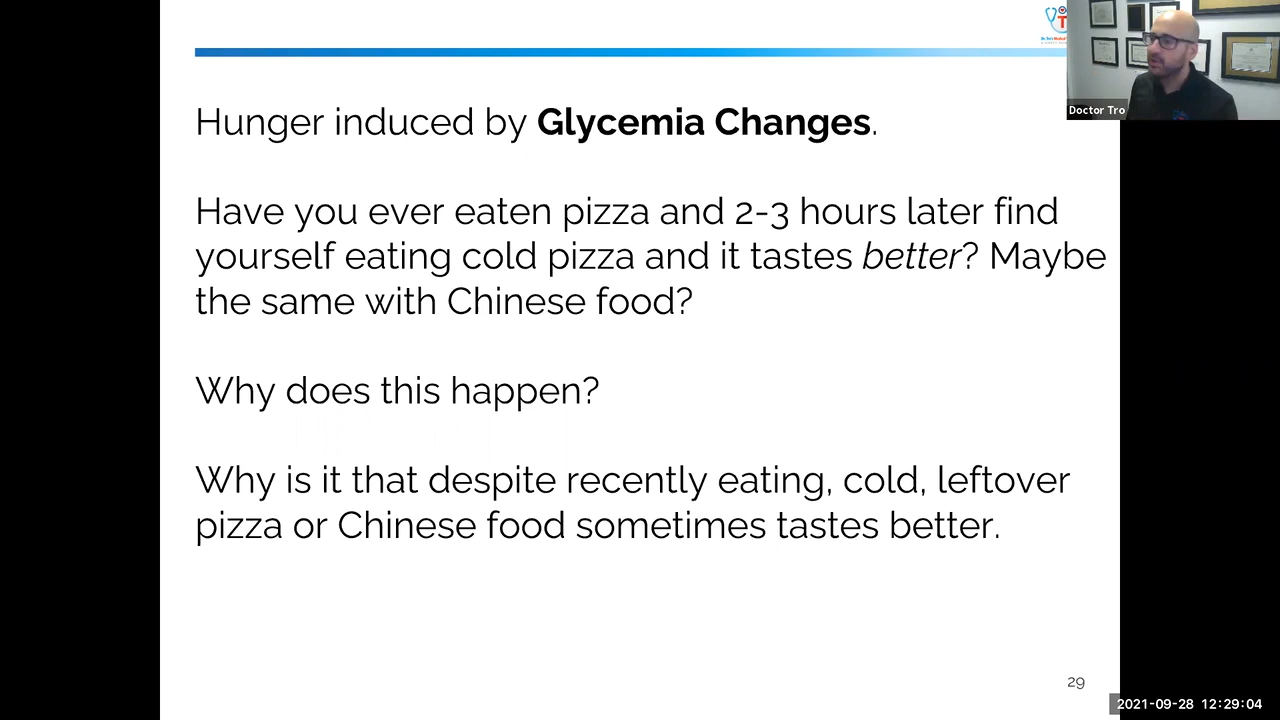 Doctor Tro
Hunger induced by Glycemia Changes.
Have you ever eaten pizza and 2-3 hours later find
yourself eating cold pizza and it tastes better? Maybe
the same with Chinese food?
Why does this happen?
Why is it that despite recently eating, cold, leftover
pizza or Chinese food sometimes tastes better.
29
2021-09-28 12:29:04